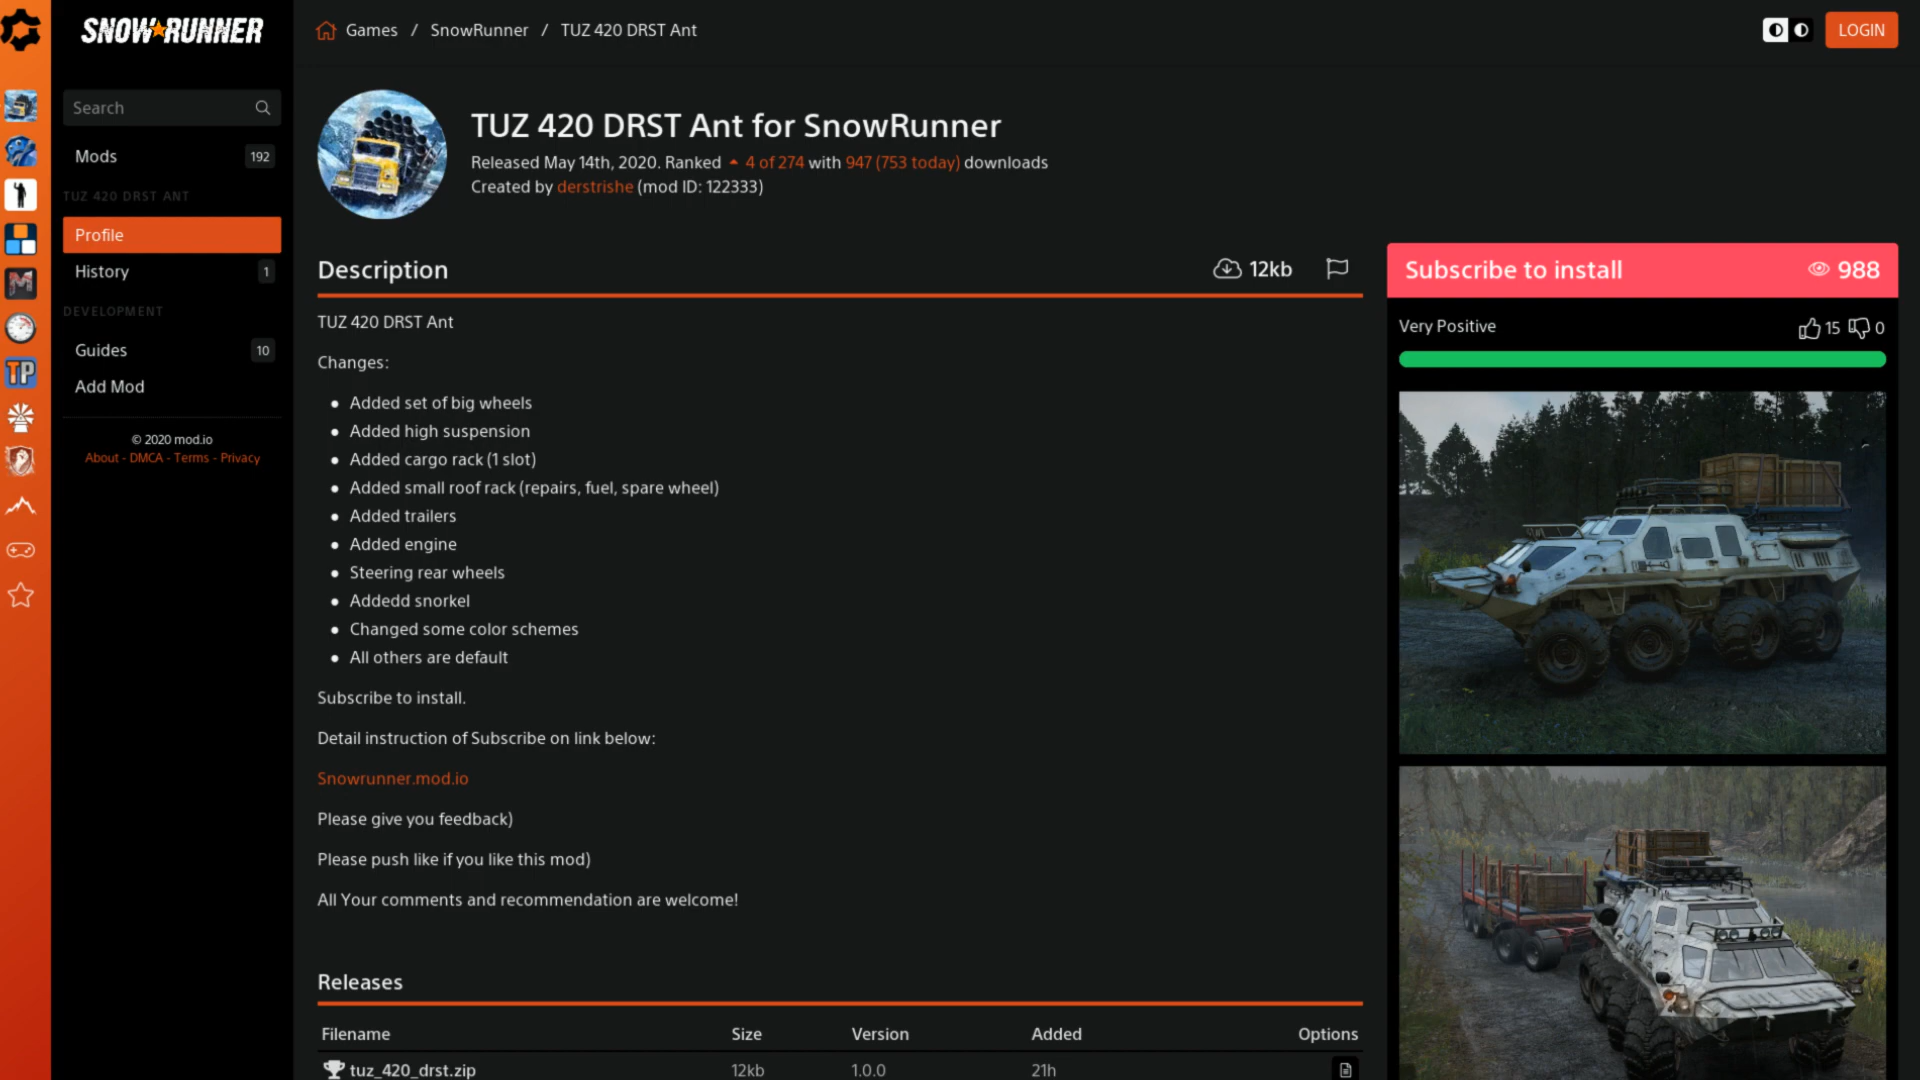 SNOWRUNNER
Games / SnowRunner / TUZ 420 DRST Ant
LOGIN
Search
Mods 192
TUZ 420 DRST ANT
Profile
History 1
DEVELOPMENT
Guides 10
Add Mod
© 2020 mod.io
About - DMCA - Terms - Privacy
TP
M
TUZ 420 DRST Ant for SnowRunner
Released May 14th, 2020. Ranked 4 of 274 with 947 (753 today) downloads
Created by derstrishe (mod ID: 122333)
Description 12kb
TUZ 420 DRST Ant
Changes:
Added set of big wheels
Added high suspension
Added cargo rack (1 slot)
Added small roof rack (repairs, fuel, spare wheel)
Added trailers
Added engine
Steering rear wheels
Addedd snorkel
Changed some color schemes
All others are default
Subscribe to install.
Detail instruction of Subscribe on link below:
Snowrunner.mod.io
Please give you feedback)
Please push like if you like this mod)
All Your comments and recommendation are welcome!
Releases
Filename Size Version Added Options
tuz_420_drst.zip 12kb 1.0.0 21h
Subscribe to install 988
Very Positive 15 0